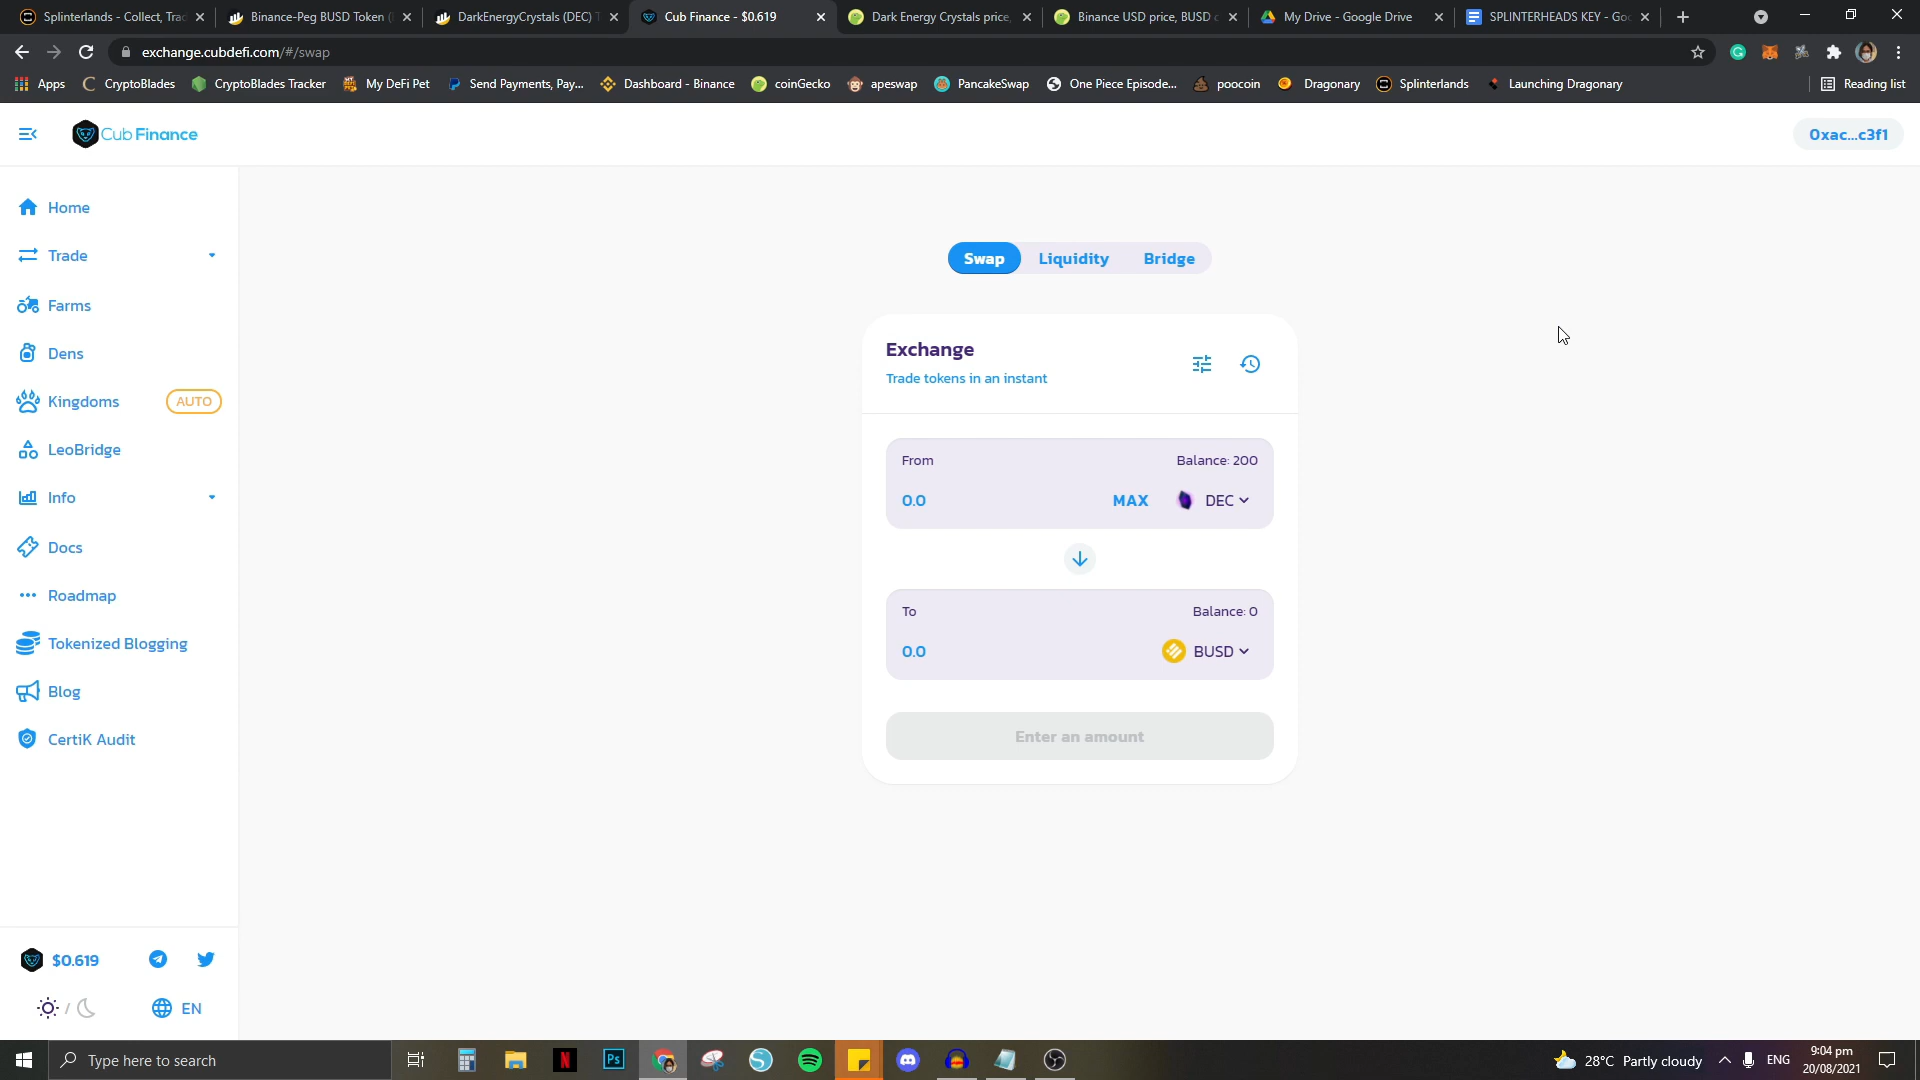 Splinterlands - Collect, Trad
Binance-Peg BUSD Token (
DarkEnergyCrystals (DEC) T
Cub Finance - $0.619
Dark Energy Crystals price,
Binance USD price, BUSD c
My Drive - Google Drive
SPLINTERHEADS KEY - Goo
exchange.cubdefi.com/#/swap
Apps
CryptoBlades
CryptoBlades Tracker
My DeFi Pet
Send Payments, Pay...
Dashboard - Binance
coinGecko
apeswap
PancakeSwap
One Piece Episode...
poocoin
Dragonary
Splinterlands
Launching Dragonary
Reading list
Cub Finance
0xac...c3f1
Home
Trade
Farms
Dens
Kingdoms AUTO
LeoBridge
Info
Docs
Roadmap
Tokenized Blogging
Blog
CertiK Audit
$0.619
/
EN
Swap Liquidity Bridge
Exchange
Trade tokens in an instant
From Balance: 200
0.0 MAX DEC
To Balance: 0
0.0 BUSD
Enter an amount
Type here to search
28°C Partly cloudy
ENG
9:04 pm
20/08/2021